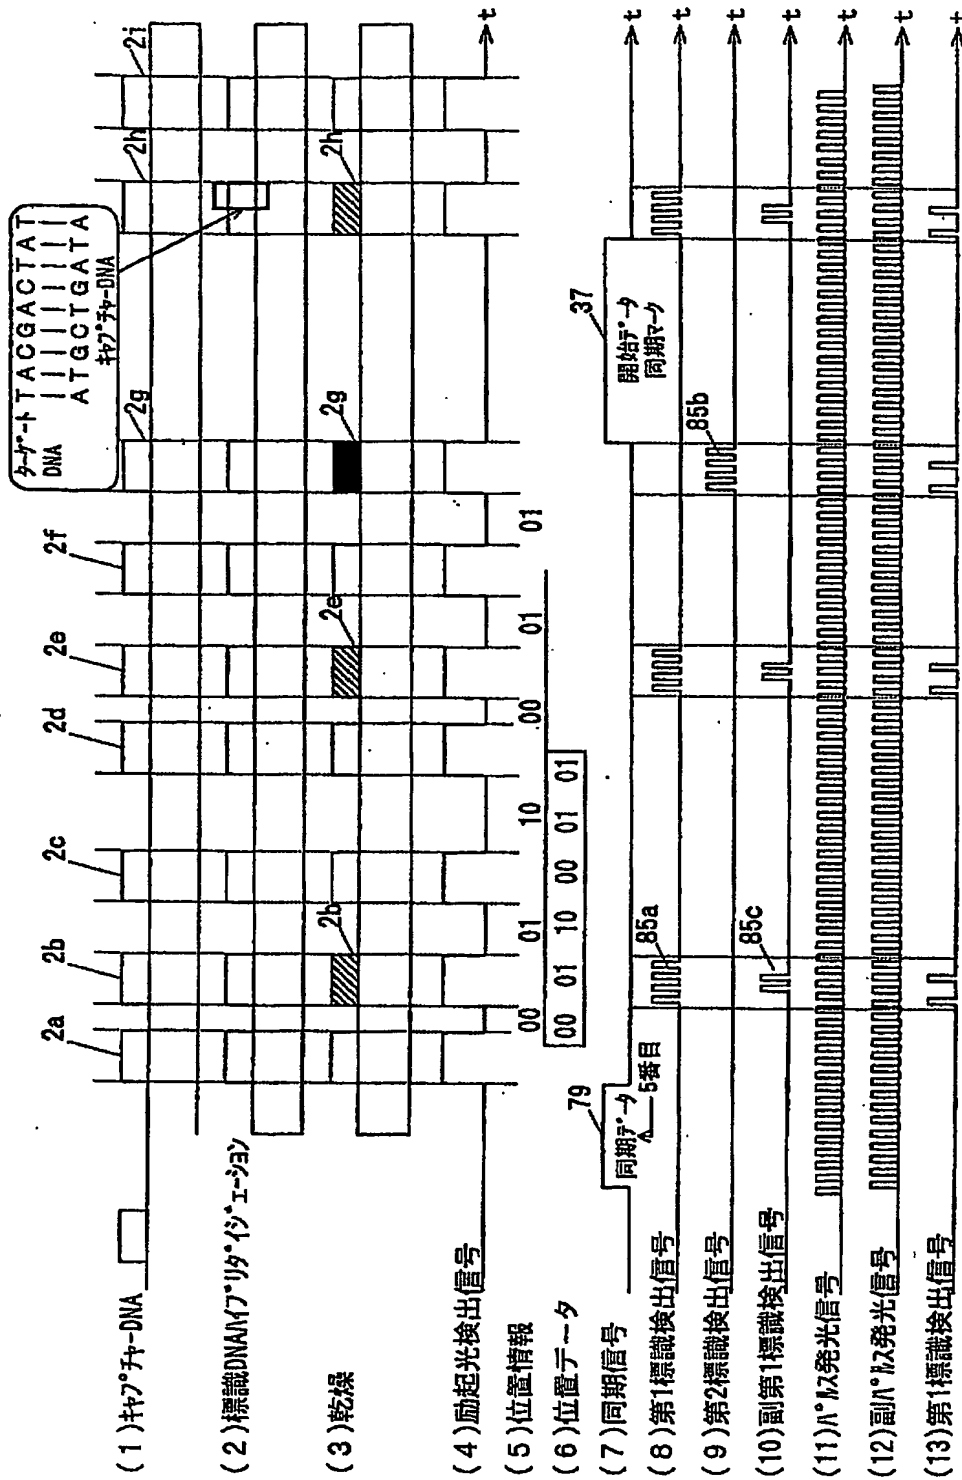 ターゲート TACGACTAT
DNA
ATGCTGATA
キャプチャーDNA
(1)キャプチャーDNA
2a
2b
2c
2d
2e
2f
2g
2h
2i
(2)標識DNAハイブリダイジェーション
(3)乾燥
2b
2e
2g
2h
(4)励起光検出信号
t
(5)位置情報
00 01 10 00 01 01
(6)位置データ
00 01 10 00 01 01
(7)同期信号
79
同期データ
5番目
37
開始データ
同期マーク
t
(8)第1標識検出信号
85a
t
(9)第2標識検出信号
85b
t
(10)副第1標識検出信号
85c
t
(11)パルス発光信号
t
(12)副パルス発光信号
t
(13)第1標識検出信号
t